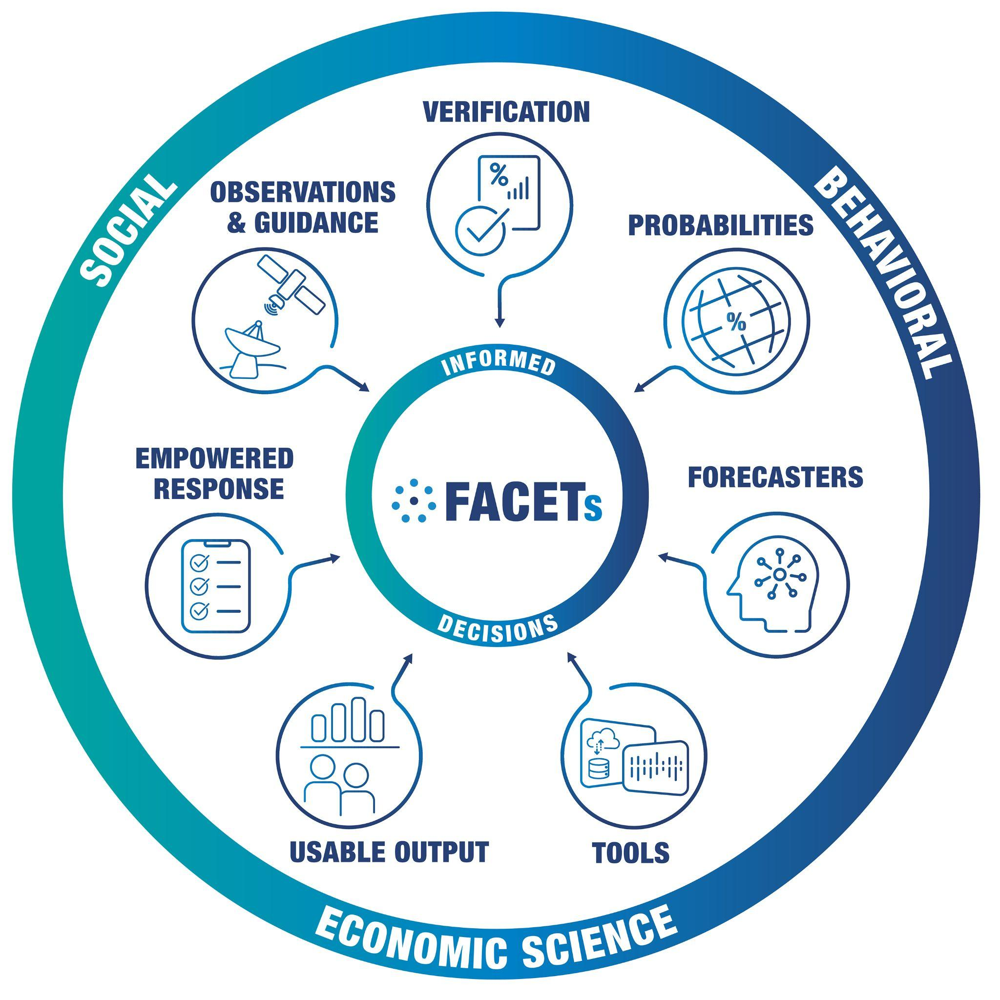 VERIFICATION
%
OBSERVATIONS
& GUIDANCE
PROBABILITIES
%
SOCIAL
BEHAVIORAL
INFORMED
EMPOWERED
RESPONSE
FACETs
FORECASTERS
DECISIONS
USABLE OUTPUT
TOOLS
ECONOMIC SCIENCE